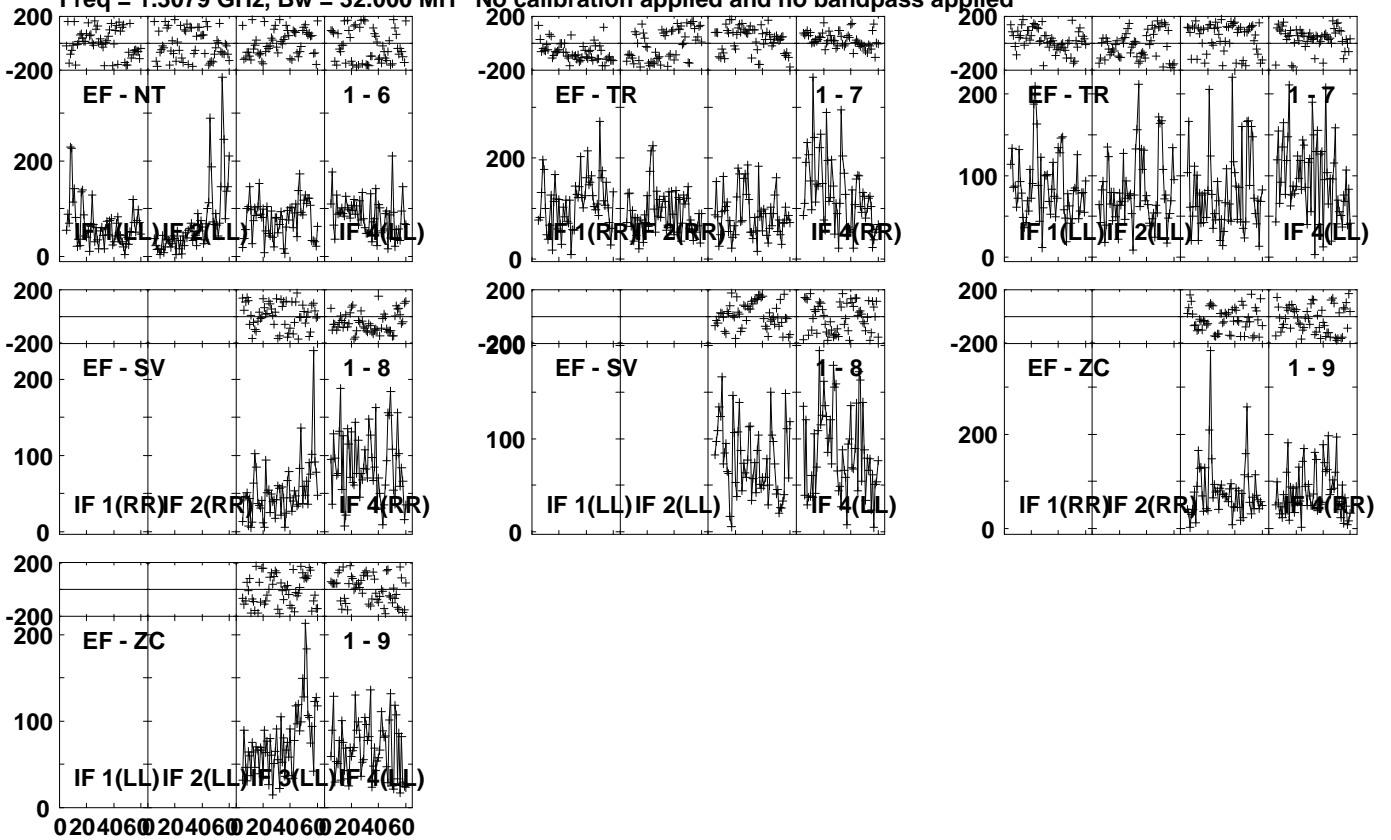 Freq = 1.3079 GHz, Bw = 32.000 MH No calibration applied and no bandpass applied
200
-200
EF - NT
1 - 6
200
0
IF 1(LL) IF 2(LL) IF 4(LL)
200
-200
EF - TR
1 - 7
200
0
IF 1(RR) IF 2(RR) IF 4(RR)
200
-200
200
EF - TR
1 - 7
100
0
IF 1(LL) IF 2(LL) IF 4(LL)
200
-200
EF - SV
1 - 8
200
100
0
IF 1(RR) IF 2(RR) IF 4(RR)
200
-200
200
EF - SV
1 - 8
100
0
IF 1(LL) IF 2(LL) IF 4(LL)
200
-200
EF - ZC
1 - 9
200
0
IF 1(RR) IF 2(RR) IF 4(RR)
200
-200
200
EF - ZC
1 - 9
100
0
IF 1(LL) IF 2(LL) IF 3(LL) IF 4(LL)
0 20 40 60 0 20 40 60 0 20 40 60 0 20 40 60